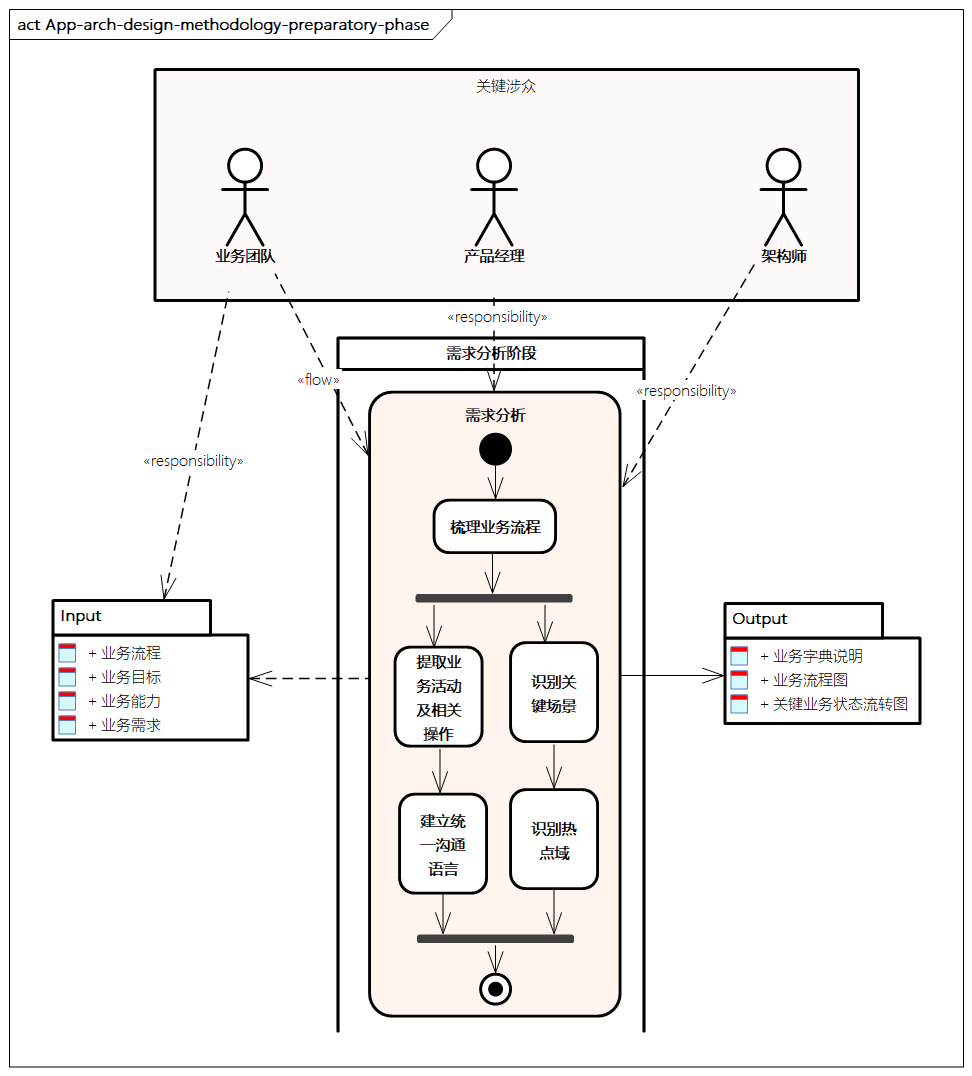 act App-arch-design-methodology-preparatory-phase
关键涉众
业务团队
产品经理
架构师
«responsibility»
需求分析阶段
«flow»
«responsibility»
需求分析
«responsibility»
梳理业务流程
Input
+ 业务流程
+ 业务目标
+ 业务能力
+ 业务需求
提取业
务活动
及相关
操作
识别关
键场景
建立统
一沟通
语言
识别热
点域
Output
+ 业务字典说明
+ 业务流程图
+ 关键业务状态流转图